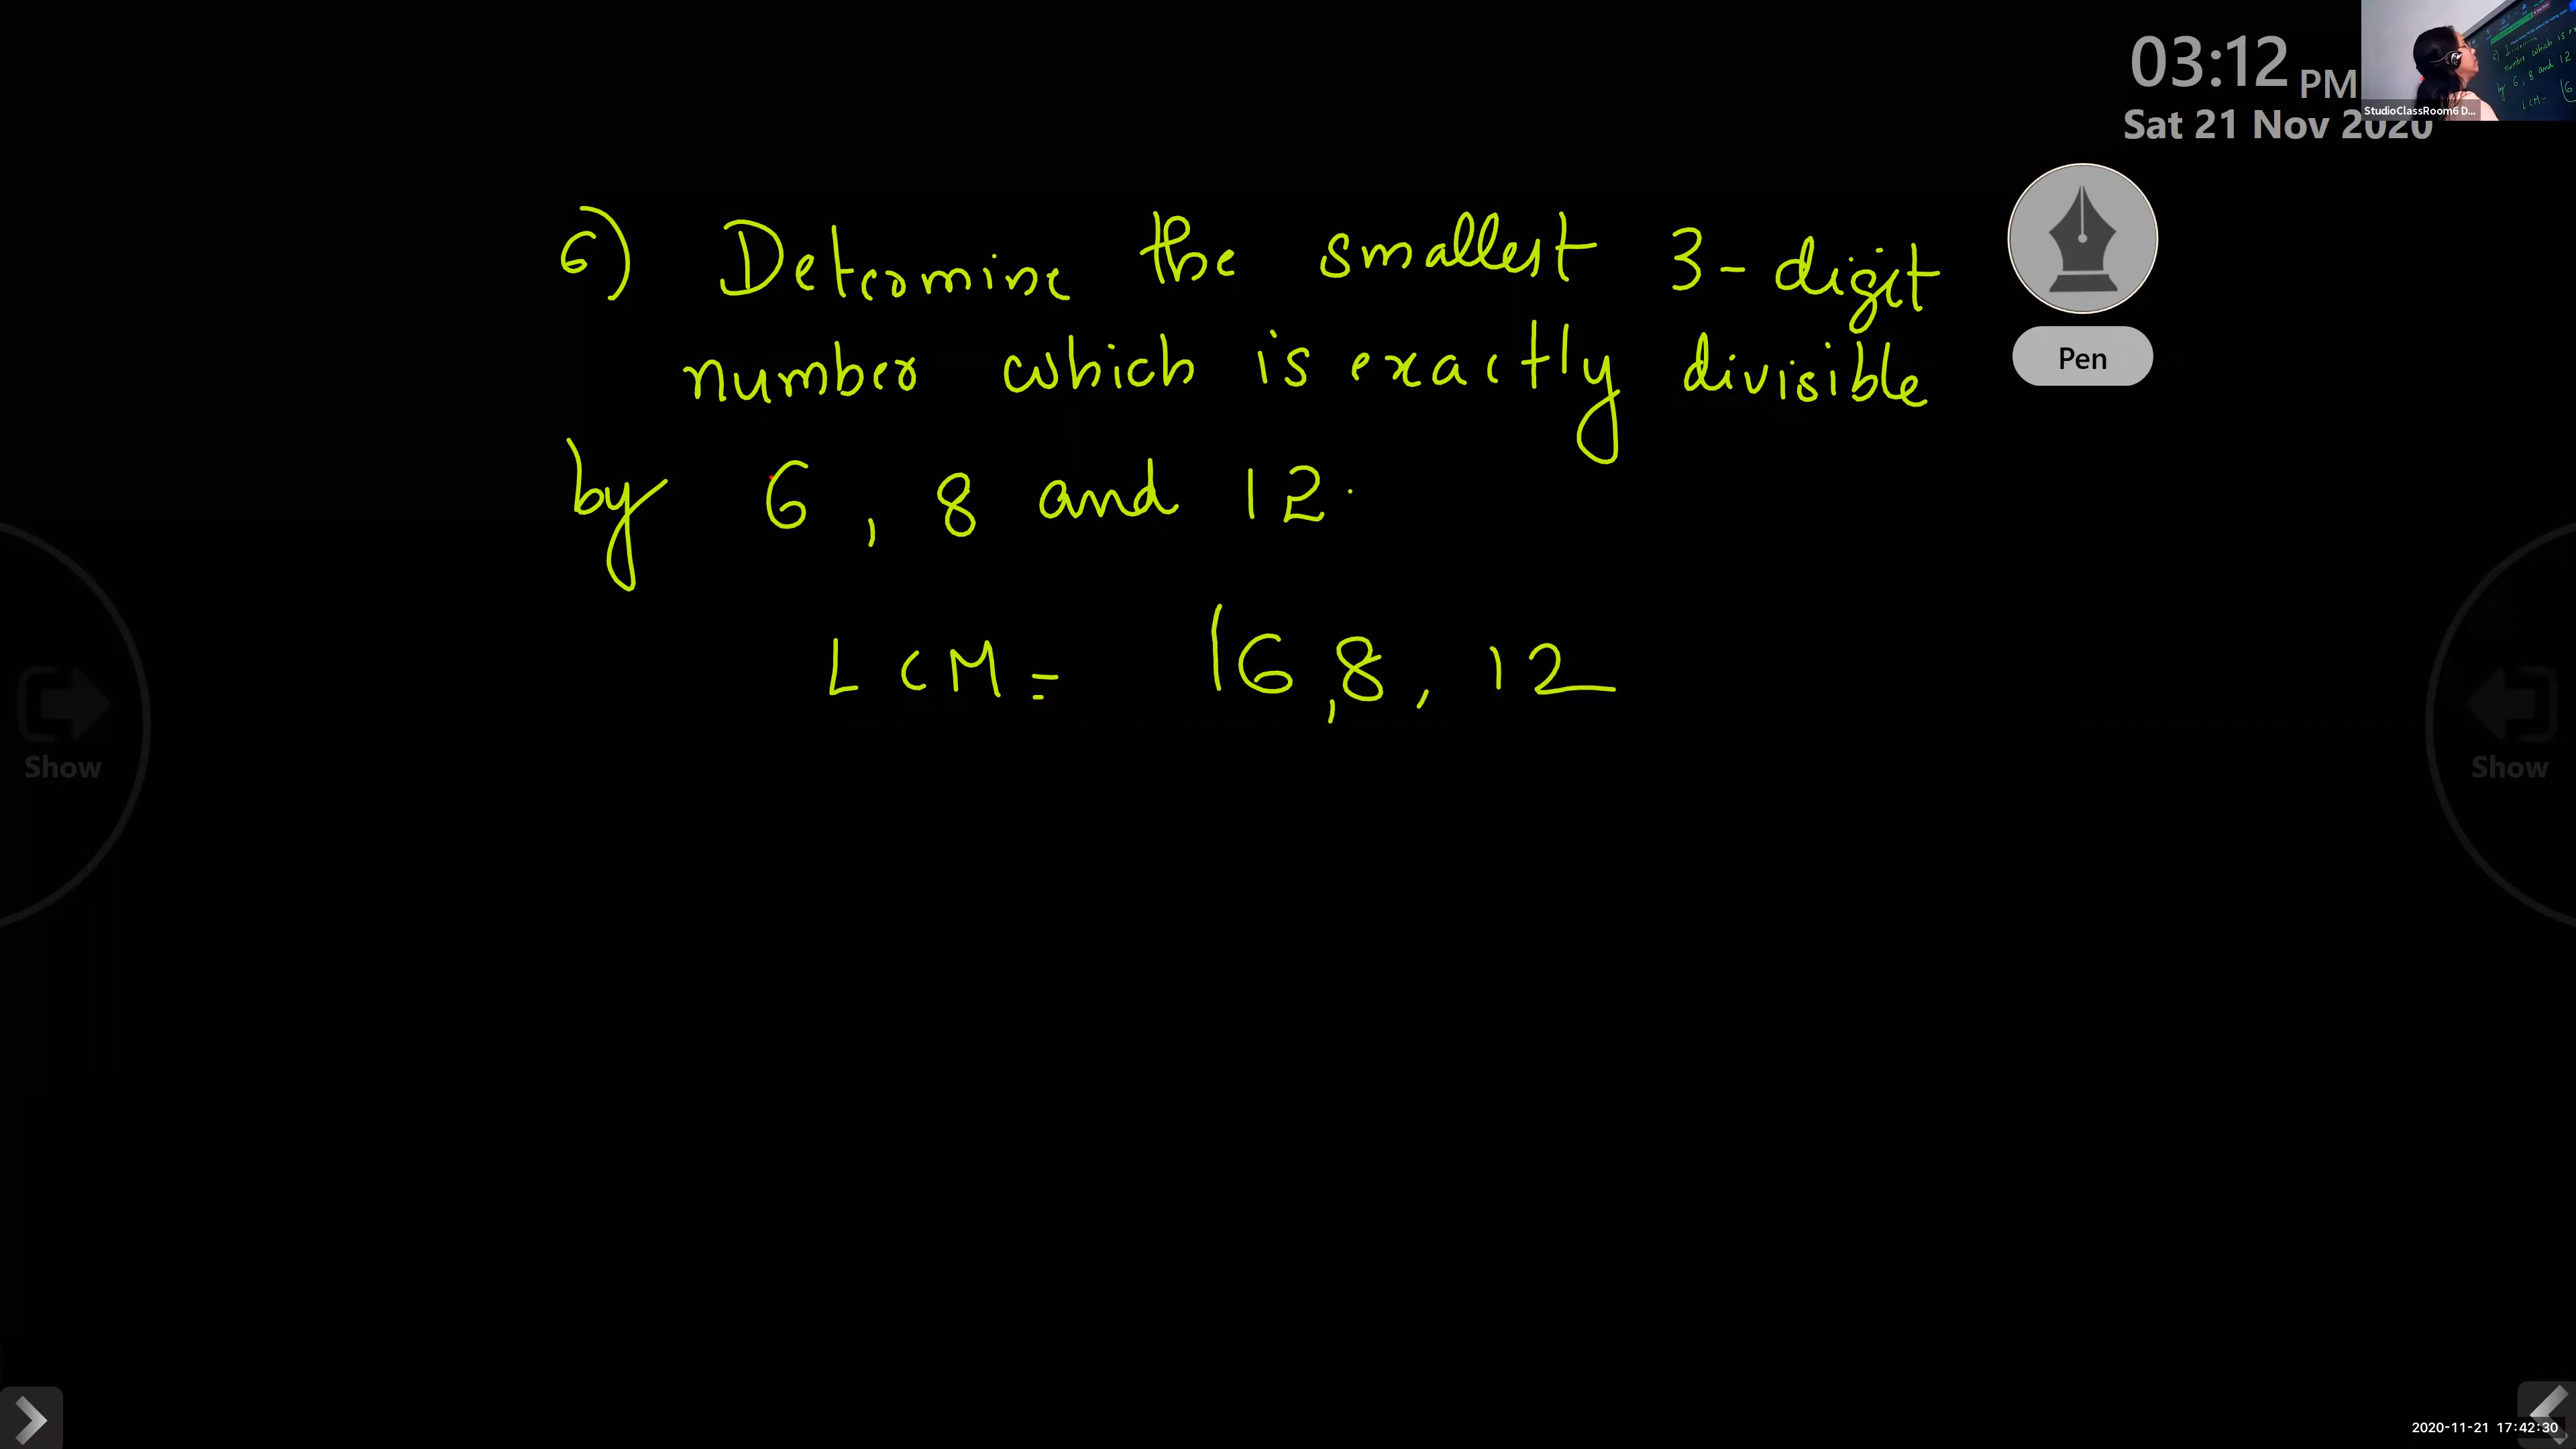 03:12 PM
Sat 21 Nov 2020
StudioClassRoom6 D...
6) Determine the smallest 3-digit
number which is exactly divisible
by 6, 8 and 12.
LCM = 6, 8, 12
Pen
Show
Show
2020-11-21 17:42:30